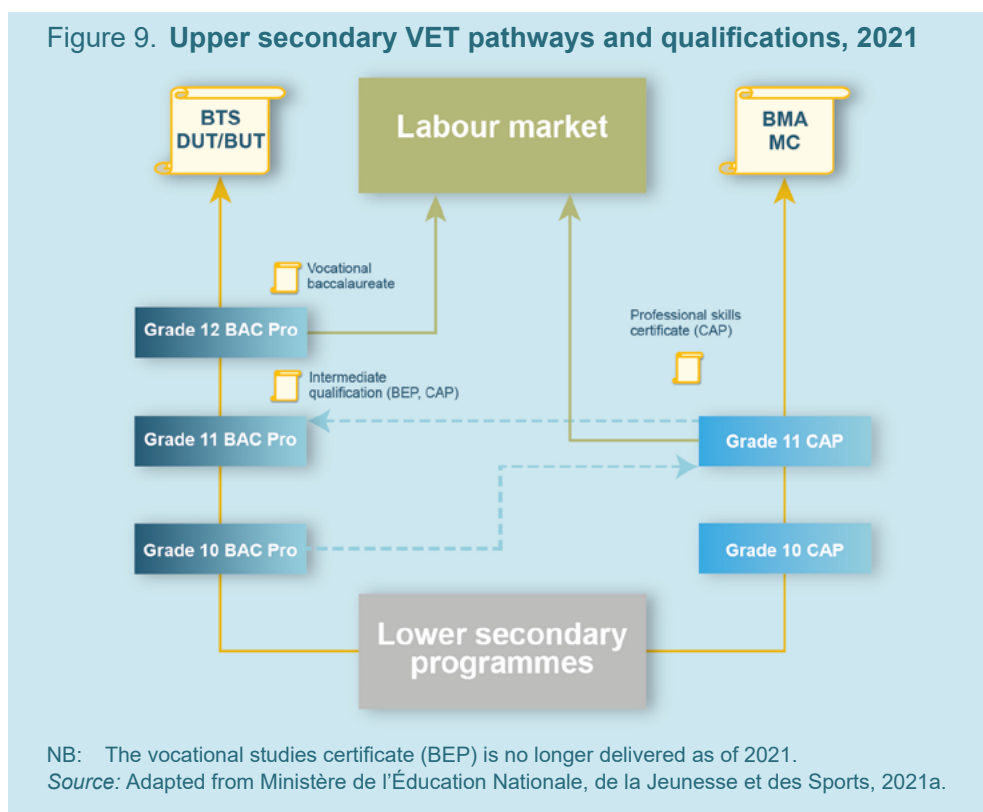 Figure 9. Upper secondary VET pathways and qualifications, 2021
BTS
DUT/BUT
Labour market
BMA
MC
Vocational
baccalaureate
Grade 12 BAC Pro
Professional skills
certificate (CAP)
Intermediate
qualification (BEP, CAP)
Grade 11 BAC Pro
Grade 11 CAP
Grade 10 BAC Pro
Grade 10 CAP
Lower secondary
programmes
NB: The vocational studies certificate (BEP) is no longer delivered as of 2021.
Source: Adapted from Ministère de l’Éducation Nationale, de la Jeunesse et des Sports, 2021a.